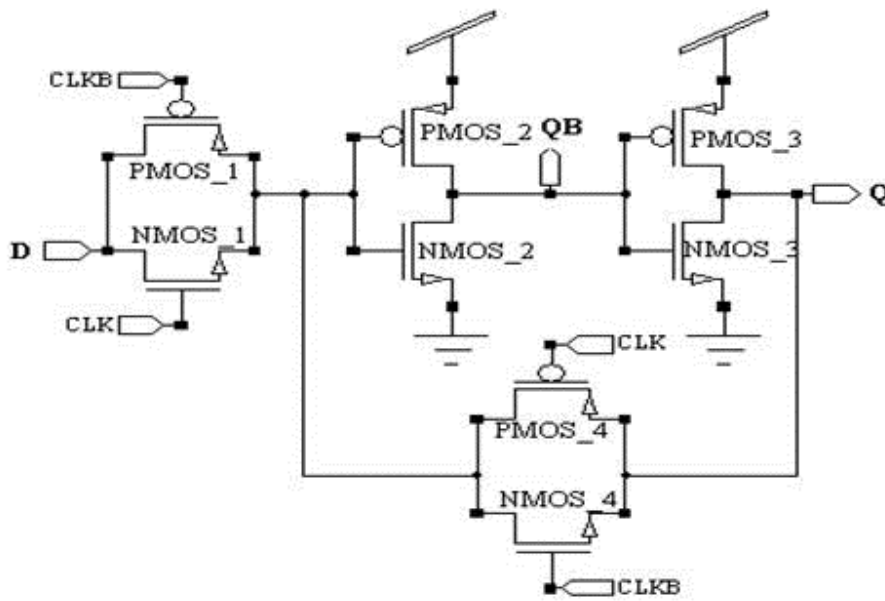 CLKB
PMOS_1
D
NMOS_1
CLK
PMOS_2
QB
NMOS_2
PMOS_3
Q
NMOS_3
CLK
PMOS_4
NMOS_4
CLKB